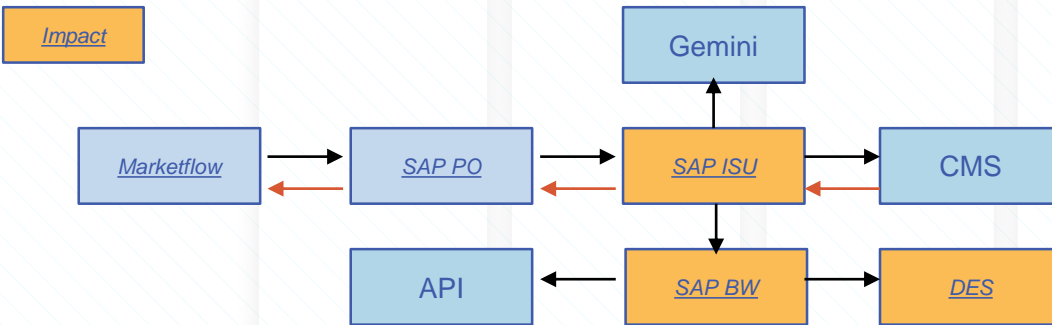 Impact
Gemini
Marketflow
SAP PO
SAP ISU
CMS
API
SAP BW
DES